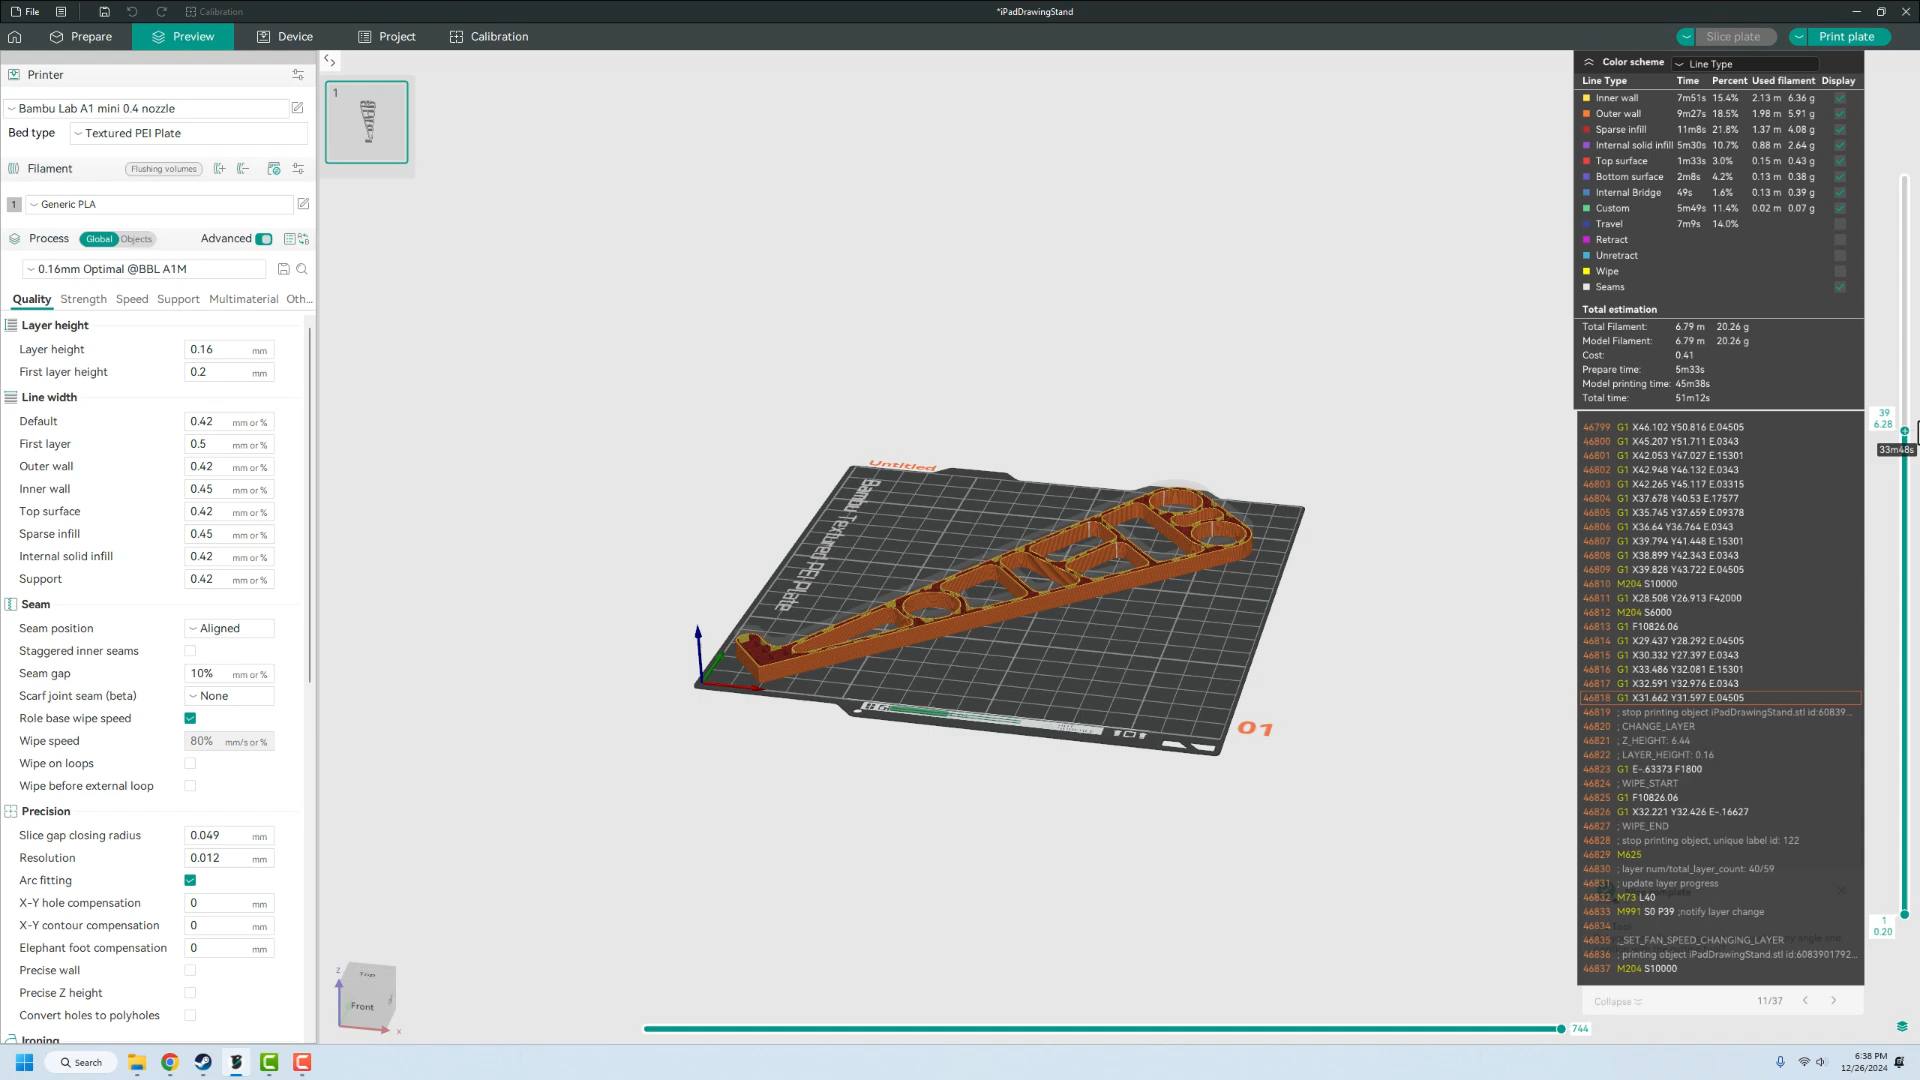 File
Calibration
*iPadDrawingStand
Prepare
Preview
Device
Project
Calibration
Slice plate
Print plate
Printer
Bambu Lab A1 mini 0.4 nozzle
Bed type
Textured PEI Plate
Filament
Flushing volumes
1
Generic PLA
Process
Global
Objects
Advanced
0.16mm Optimal @BBL A1M
Quality
Strength
Speed
Support
Multimaterial
Oth...
Layer height
Layer height 0.16 mm
First layer height 0.2 mm
Line width
Default 0.42 mm or %
First layer 0.5 mm or %
Outer wall 0.42 mm or %
Inner wall 0.45 mm or %
Top surface 0.42 mm or %
Sparse infill 0.45 mm or %
Internal solid infill 0.42 mm or %
Support 0.42 mm or %
Seam
Seam position Aligned
Staggered inner seams
Seam gap 10% mm or %
Scarf joint seam (beta) None
Role base wipe speed
Wipe speed 80% mm/s or %
Wipe on loops
Wipe before external loop
Precision
Slice gap closing radius 0.049 mm
Resolution 0.012 mm
Arc fitting
X-Y hole compensation 0 mm
X-Y contour compensation 0 mm
Elephant foot compensation 0 mm
Precise wall
Precise Z height
Convert holes to polyholes
Ironing
1
Untitled
Bambu Textured PEI Plate
01
Top
Front
z
x
744
Color scheme Line Type
Line Type Time Percent Used filament Display
Inner wall 7m51s 15.4% 2.13 m 6.36 g
Outer wall 9m27s 18.5% 1.98 m 5.91 g
Sparse infill 11m8s 21.8% 1.37 m 4.08 g
Internal solid infill 5m30s 10.7% 0.88 m 2.64 g
Top surface 1m33s 3.0% 0.15 m 0.43 g
Bottom surface 2m8s 4.2% 0.13 m 0.38 g
Internal Bridge 49s 1.6% 0.13 m 0.39 g
Custom 5m49s 11.4% 0.02 m 0.07 g
Travel 7m9s 14.0%
Retract
Unretract
Wipe
Seams
Total estimation
Total Filament: 6.79 m 20.26 g
Model Filament: 6.79 m 20.26 g
Cost: 0.41
Prepare time: 5m33s
Model printing time: 45m38s
Total time: 51m12s
46799 G1 X46.102 Y50.816 E.04505
46800 G1 X45.207 Y51.711 E.0343
46801 G1 X42.053 Y47.027 E.15301
46802 G1 X42.948 Y46.132 E.0343
46803 G1 X42.265 Y45.117 E.03315
46804 G1 X37.678 Y40.53 E.17577
46805 G1 X35.745 Y37.659 E.09378
46806 G1 X36.64 Y36.764 E.0343
46807 G1 X39.794 Y41.448 E.15301
46808 G1 X38.899 Y42.343 E.0343
46809 G1 X39.828 Y43.722 E.04505
46810 M204 S10000
46811 G1 X28.508 Y26.913 F42000
46812 M204 S6000
46813 G1 F10826.06
46814 G1 X29.437 Y28.292 E.04505
46815 G1 X30.332 Y27.397 E.0343
46816 G1 X33.486 Y32.081 E.15301
46817 G1 X32.591 Y32.976 E.0343
46818 G1 X31.662 Y31.597 E.04505
46819 ; stop printing object iPadDrawingStand.stl id:60839...
46820 ; CHANGE_LAYER
46821 ; Z_HEIGHT: 6.44
46822 ; LAYER_HEIGHT: 0.16
46823 G1 E-.63373 F1800
46824 ; WIPE_START
46825 G1 F10826.06
46826 G1 X32.221 Y32.426 E-.16627
46827 ; WIPE_END
46828 ; stop printing object, unique label id: 122
46829 M625
46830 ; layer num/total_layer_count: 40/59
46831 ; update layer progress
46832 M73 L40
46833 M991 S0 P39 ;notify layer change
46834
46835 ;_SET_FAN_SPEED_CHANGING_LAYER
46836 ; printing object iPadDrawingStand.stl id:6083901792...
46837 M204 S10000
Collapse
11/37
39
6.28
33m48s
1
0.20
Search
6:38 PM
12/26/2024